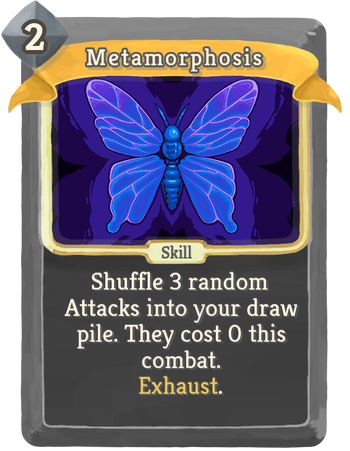 2
Metamorphosis
Skill
Shuffle 3 random
Attacks into your draw
pile. They cost 0 this
combat.
Exhaust.